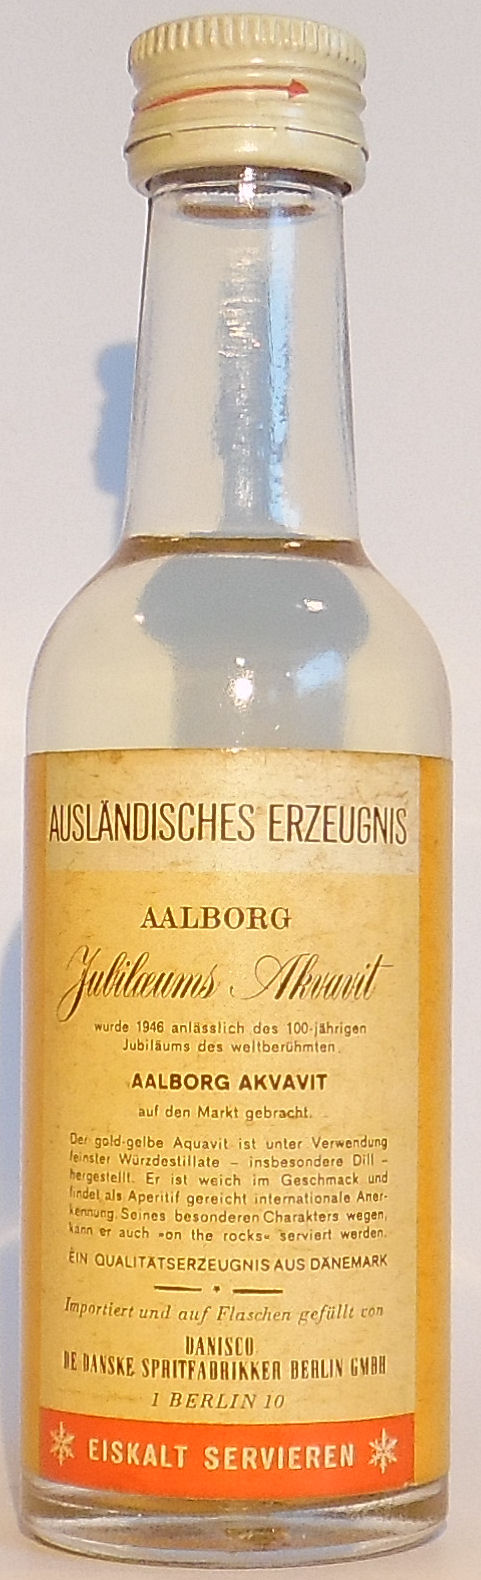 AUSLÄNDISCHES ERZEUGNIS
AALBORG
Jubilæums Akvavit
wurde 1946 anlässlich des 100-jährigen
Jubiläums des weltberühmten
AALBORG AKVAVIT
auf den Markt gebracht.
Der gold-gelbe Aquavit ist unter Verwendung
feinster Würzdestillate – insbesondere Dill –
hergestellt. Er ist weich im Geschmack und
findet als Aperitif gereicht internationale Aner-
kennung. Seines besonderen Charakters wegen,
kann er auch »on the rocks« serviert werden.
EIN QUALITÄTSERZEUGNIS AUS DÄNEMARK
Importiert und auf Flaschen gefüllt von
DANISCO
DE DANSKE SPRITFABRIKKER BERLIN GMBH
1 BERLIN 10
EISKALT SERVIEREN